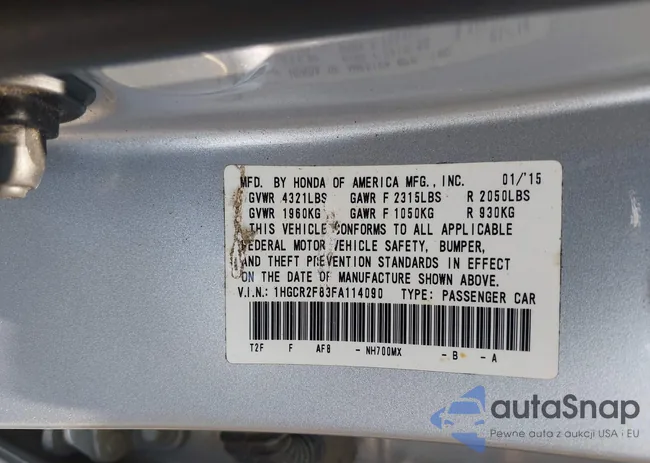 MFD. BY HONDA OF AMERICA MFG., INC. 01/'15
GVWR 4321LBS GAWR F 2315LBS R 2050LBS
GVWR 1960KG GAWR F 1050KG R 930KG
THIS VEHICLE CONFORMS TO ALL APPLICABLE
FEDERAL MOTOR VEHICLE SAFETY, BUMPER,
AND THEFT PREVENTION STANDARDS IN EFFECT
ON THE DATE OF MANUFACTURE SHOWN ABOVE.
V.I.N.: 1HGCR2F83FA114090 TYPE: PASSENGER CAR
T2F F AF8 - NH700MX - B - A
autaSnap
Pewne auta z aukcji USA i EU